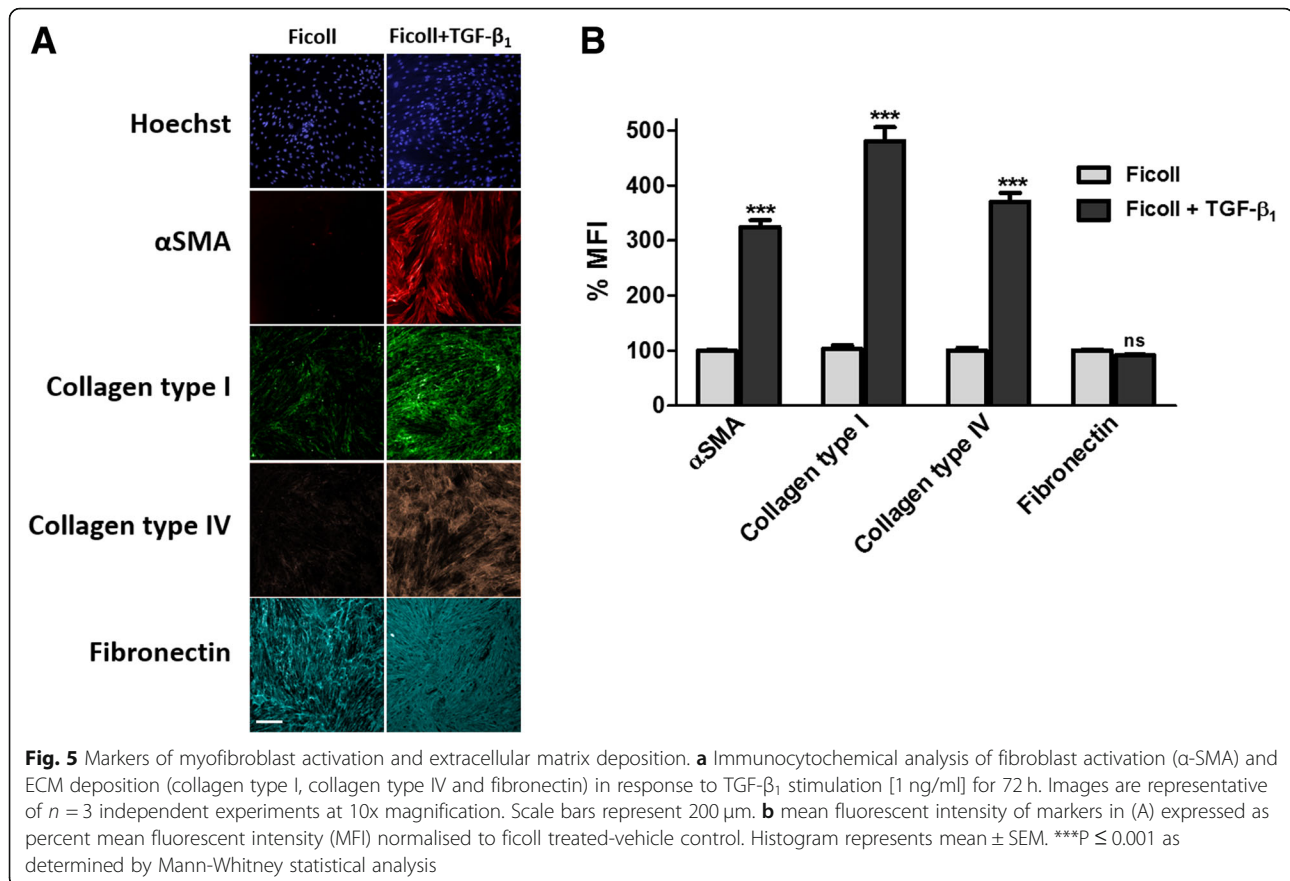 A
Ficoll Ficoll+TGF-β₁
Hoechst
αSMA
Collagen type I
Collagen type IV
Fibronectin
B
% MFI
500
400
300
200
100
0
***
***
***
ns
Ficoll
Ficoll + TGF-β₁
αSMA
Collagen type I
Collagen type IV
Fibronectin
Fig. 5 Markers of myofibroblast activation and extracellular matrix deposition. a Immunocytochemical analysis of fibroblast activation (α-SMA) and
ECM deposition (collagen type I, collagen type IV and fibronectin) in response to TGF-β₁ stimulation [1 ng/ml] for 72 h. Images are representative
of n = 3 independent experiments at 10x magnification. Scale bars represent 200 μm. b mean fluorescent intensity of markers in (A) expressed as
percent mean fluorescent intensity (MFI) normalised to ficoll treated-vehicle control. Histogram represents mean ± SEM. ***P ≤ 0.001 as
determined by Mann-Whitney statistical analysis